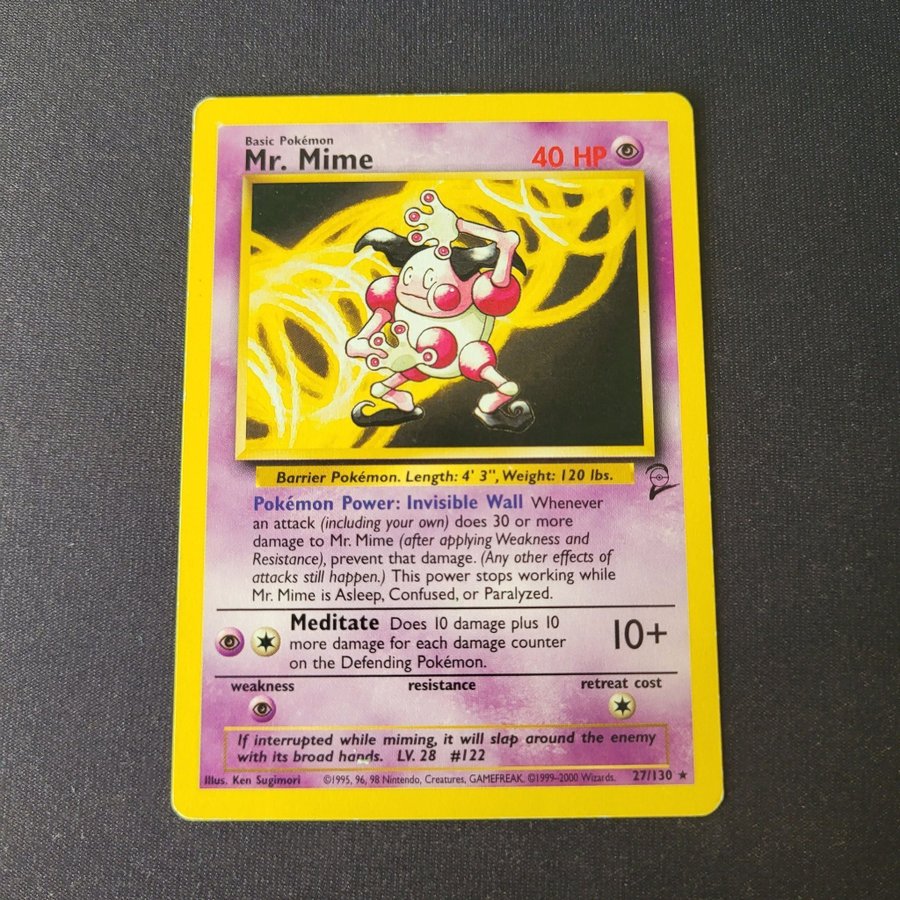 Basic Pokémon
Mr. Mime 40 HP
Barrier Pokémon. Length: 4' 3", Weight: 120 lbs.
Pokémon Power: Invisible Wall Whenever
an attack (including your own) does 30 or more
damage to Mr. Mime (after applying Weakness and
Resistance), prevent that damage. (Any other effects of
attacks still happen.) This power stops working while
Mr. Mime is Asleep, Confused, or Paralyzed.
Meditate Does 10 damage plus 10
more damage for each damage counter
on the Defending Pokémon.
10+
weakness resistance retreat cost
If interrupted while miming, it will slap around the enemy
with its broad hands. LV. 28 #122
Illus. Ken Sugimori ©1995, 96, 98 Nintendo, Creatures, GAMEFREAK. ©1999-2000 Wizards. 27/130 ★